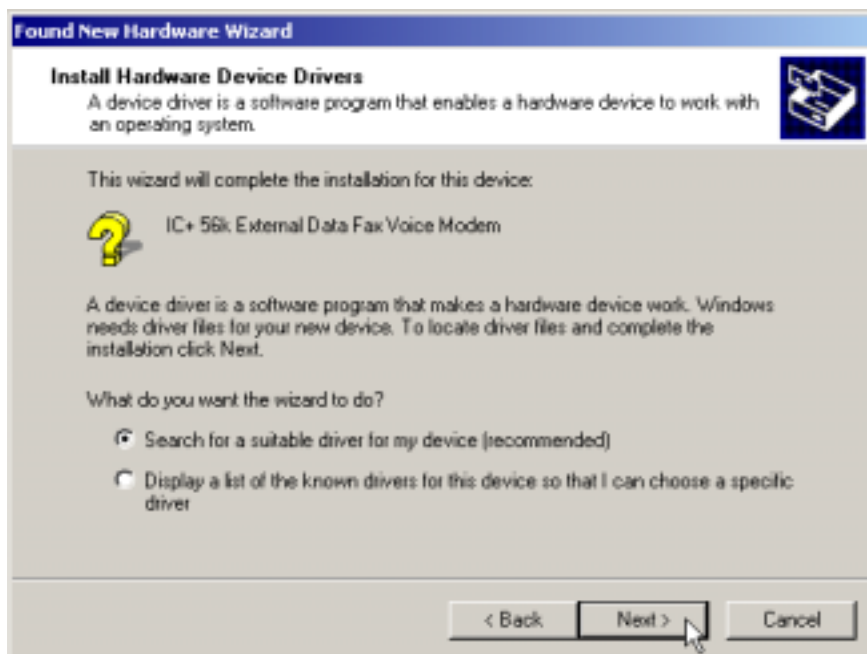 Found New Hardware Wizard
Install Hardware Device Drivers
A device driver is a software program that enables a hardware device to work with
an operating system.
This wizard will complete the installation for this device:
IC+ 56k External Data Fax Voice Modem
A device driver is a software program that makes a hardware device work. Windows
needs driver files for your new device. To locate driver files and complete the
installation click Next.
What do you want the wizard to do?
Search for a suitable driver for my device (recommended)
Display a list of the known drivers for this device so that I can choose a specific
driver
< Back Next > Cancel